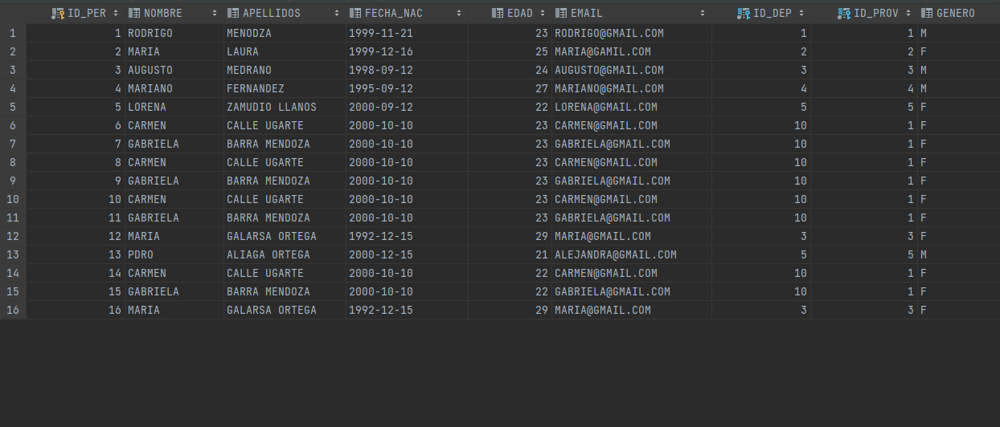 ID_PER NOMBRE APELLIDOS FECHA_NAC EDAD EMAIL ID_DEP ID_PROV GENERO
1 1 RODRIGO MENODZA 1999-11-21 23 RODRIGO@GMAIL.COM 1 1 M
2 2 MARIA LAURA 1999-12-16 25 MARIA@GAMIL.COM 2 2 F
3 3 AUGUSTO MEDRANO 1998-09-12 24 AUGUSTO@GMAIL.COM 3 3 M
4 4 MARIANO FERNANDEZ 1995-09-12 27 MARIANO@GMAIL.COM 4 4 M
5 5 LORENA ZAMUDIO LLANOS 2000-09-12 22 LORENA@GMAIL.COM 5 5 F
6 6 CARMEN CALLE UGARTE 2000-10-10 23 CARMEN@GMAIL.COM 10 1 F
7 7 GABRIELA BARRA MENDOZA 2000-10-10 23 GABRIELA@GMAIL.COM 10 1 F
8 8 CARMEN CALLE UGARTE 2000-10-10 23 CARMEN@GMAIL.COM 10 1 F
9 9 GABRIELA BARRA MENDOZA 2000-10-10 23 GABRIELA@GMAIL.COM 10 1 F
10 10 CARMEN CALLE UGARTE 2000-10-10 23 CARMEN@GMAIL.COM 10 1 F
11 11 GABRIELA BARRA MENDOZA 2000-10-10 23 GABRIELA@GMAIL.COM 10 1 F
12 12 MARIA GALARSA ORTEGA 1992-12-15 29 MARIA@GMAIL.COM 3 3 F
13 13 PDRO ALIAGA ORTEGA 2000-12-15 21 ALEJANDRA@GMAIL.COM 5 5 M
14 14 CARMEN CALLE UGARTE 2000-10-10 22 CARMEN@GMAIL.COM 10 1 F
15 15 GABRIELA BARRA MENDOZA 2000-10-10 22 GABRIELA@GMAIL.COM 10 1 F
16 16 MARIA GALARSA ORTEGA 1992-12-15 29 MARIA@GMAIL.COM 3 3 F